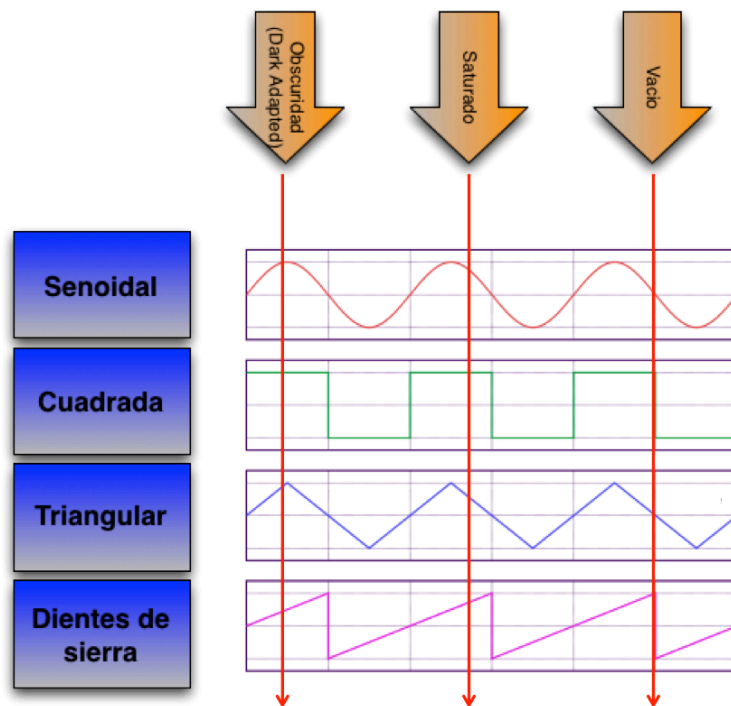 Obscuridad
(Dark Adapted)
Saturado
Vacio
Senoidal
Cuadrada
Triangular
Dientes de
sierra